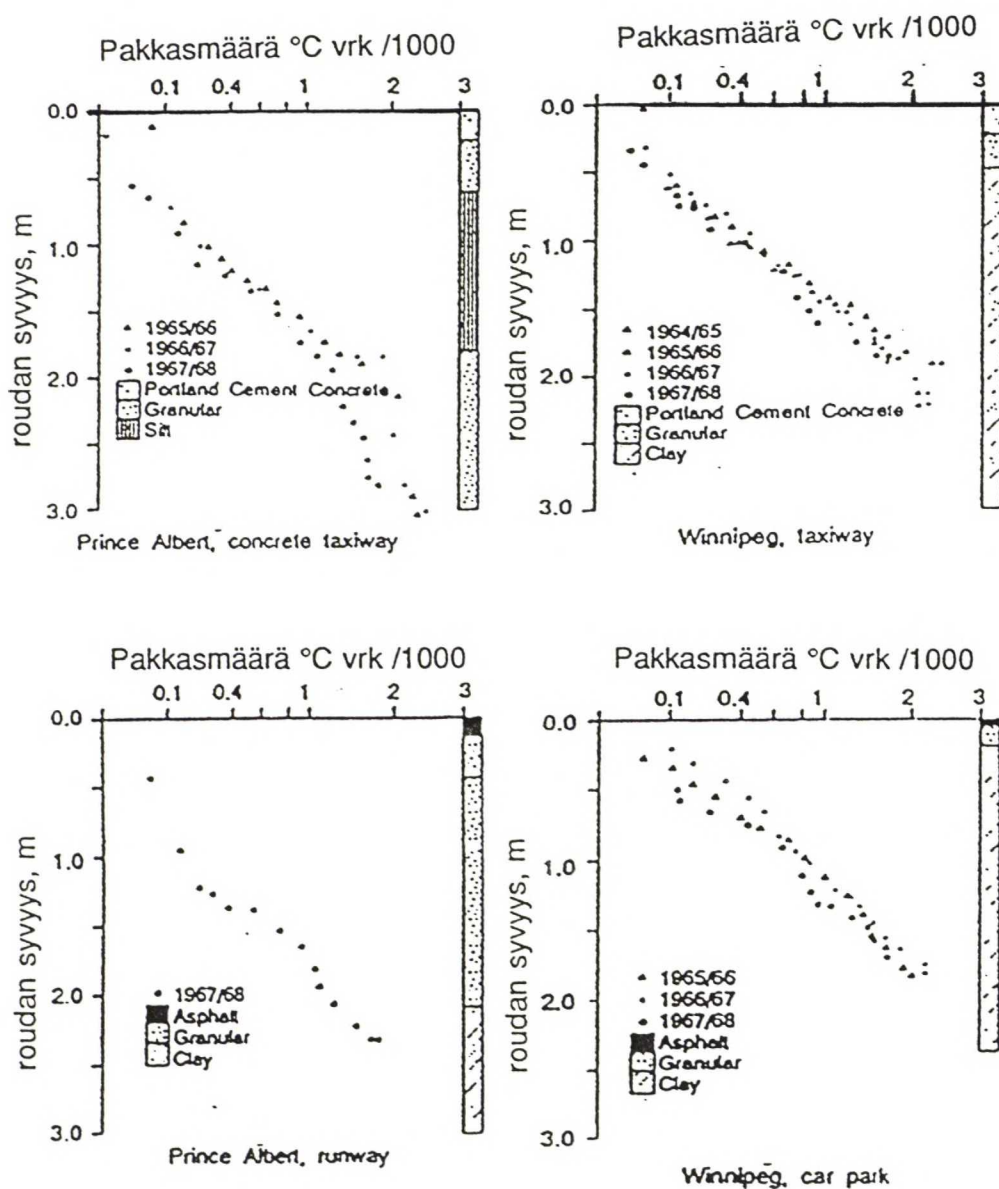 Pakkasmäärä °C vrk /1000
0.1 0.4 1 2 3
0.0
1.0
2.0
3.0
roudan syvyys, m
1965/66
1966/67
1967/68
Portland Cement Concrete
Granular
Silt
Prince Albert, concrete taxiway
Pakkasmäärä °C vrk /1000
0.1 0.4 1 2 3
0.0
1.0
2.0
3.0
roudan syvyys, m
1964/65
1965/66
1966/67
1967/68
Portland Cement Concrete
Granular
Clay
Winnipeg, taxiway
Pakkasmäärä °C vrk /1000
0.1 0.4 1 2 3
0.0
1.0
2.0
3.0
roudan syvyys, m
1967/68
Asphalt
Granular
Clay
Prince Albert, runway
Pakkasmäärä °C vrk /1000
0.1 0.4 1 2 3
0.0
1.0
2.0
3.0
roudan syvyys, m
1965/66
1966/67
1967/68
Asphalt
Granular
Clay
Winnipeg, car park